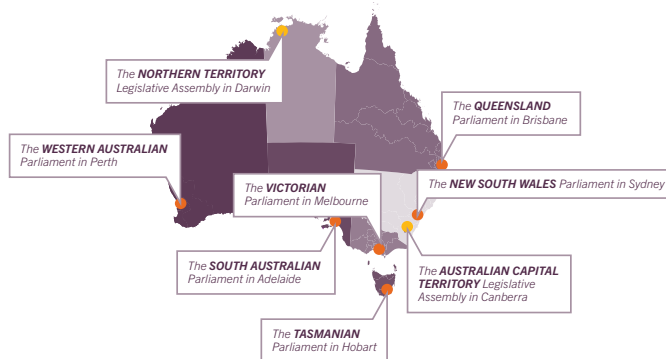 The NORTHERN TERRITORY
Legislative Assembly in Darwin
The QUEENSLAND
Parliament in Brisbane
The WESTERN AUSTRALIAN
Parliament in Perth
The VICTORIAN
Parliament in Melbourne
The NEW SOUTH WALES Parliament in Sydney
The SOUTH AUSTRALIAN
Parliament in Adelaide
The AUSTRALIAN CAPITAL
TERRITORY Legislative
Assembly in Canberra
The TASMANIAN
Parliament in Hobart